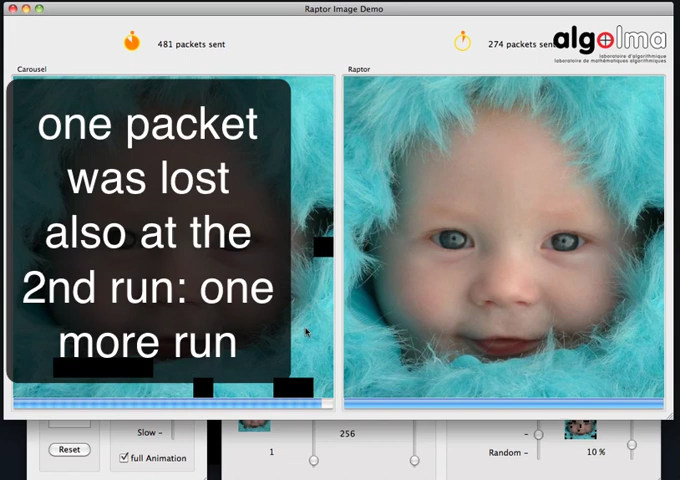 Raptor Image Demo
481 packets sent
274 packets sent
algolma
laboratoire d'algorithmique
laboratoire de mathématiques algorithmiques
Carousel
Raptor
one packet
was lost
also at the
2nd run: one
more run
Slow –
256
–
Reset
full Animation
1
Random –
10 %